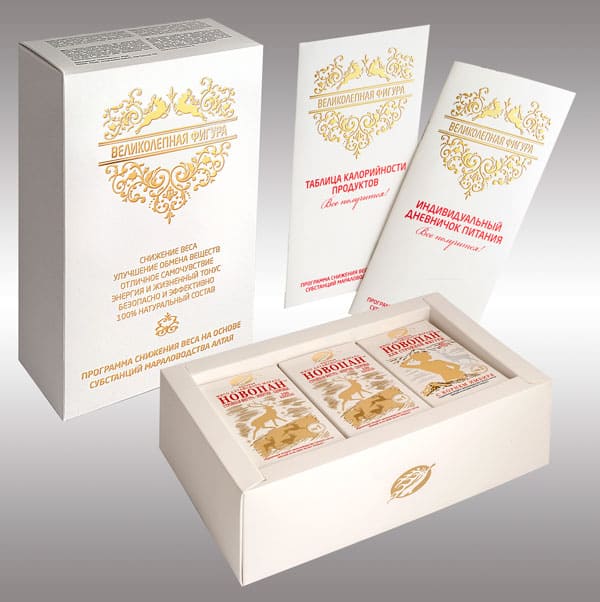 ВЕЛИКОЛЕПНАЯ ФИГУРА
СНИЖЕНИЕ ВЕСА
УЛУЧШЕНИЕ ОБМЕНА ВЕЩЕСТВ
ОТЛИЧНОЕ САМОЧУВСТВИЕ
ЭНЕРГИЯ И ЖИЗНЕННЫЙ ТОНУС
БЕЗОПАСНО И ЭФФЕКТИВНО
100% НАТУРАЛЬНЫЙ СОСТАВ
ПРОГРАММА СНИЖЕНИЯ ВЕСА НА ОСНОВЕ
СУБСТАНЦИЙ МАРАЛОВОДСТВА АЛТАЯ
ВЕЛИКОЛЕПНАЯ ФИГУРА
ТАБЛИЦА КАЛОРИЙНОСТИ
ПРОДУКТОВ
Все получится!
ПРОГРАММА СНИЖЕНИЯ ВЕСА
СУБСТАНЦИЙ МАРАЛОВОДСТВА
ВЕЛИКОЛЕПНАЯ ФИГУРА
ИНДИВИДУАЛЬНЫЙ
ДНЕВНИЧОК ПИТАНИЯ
Все получится!
НОВОПАН
НОВОПАН
НОВОПАН